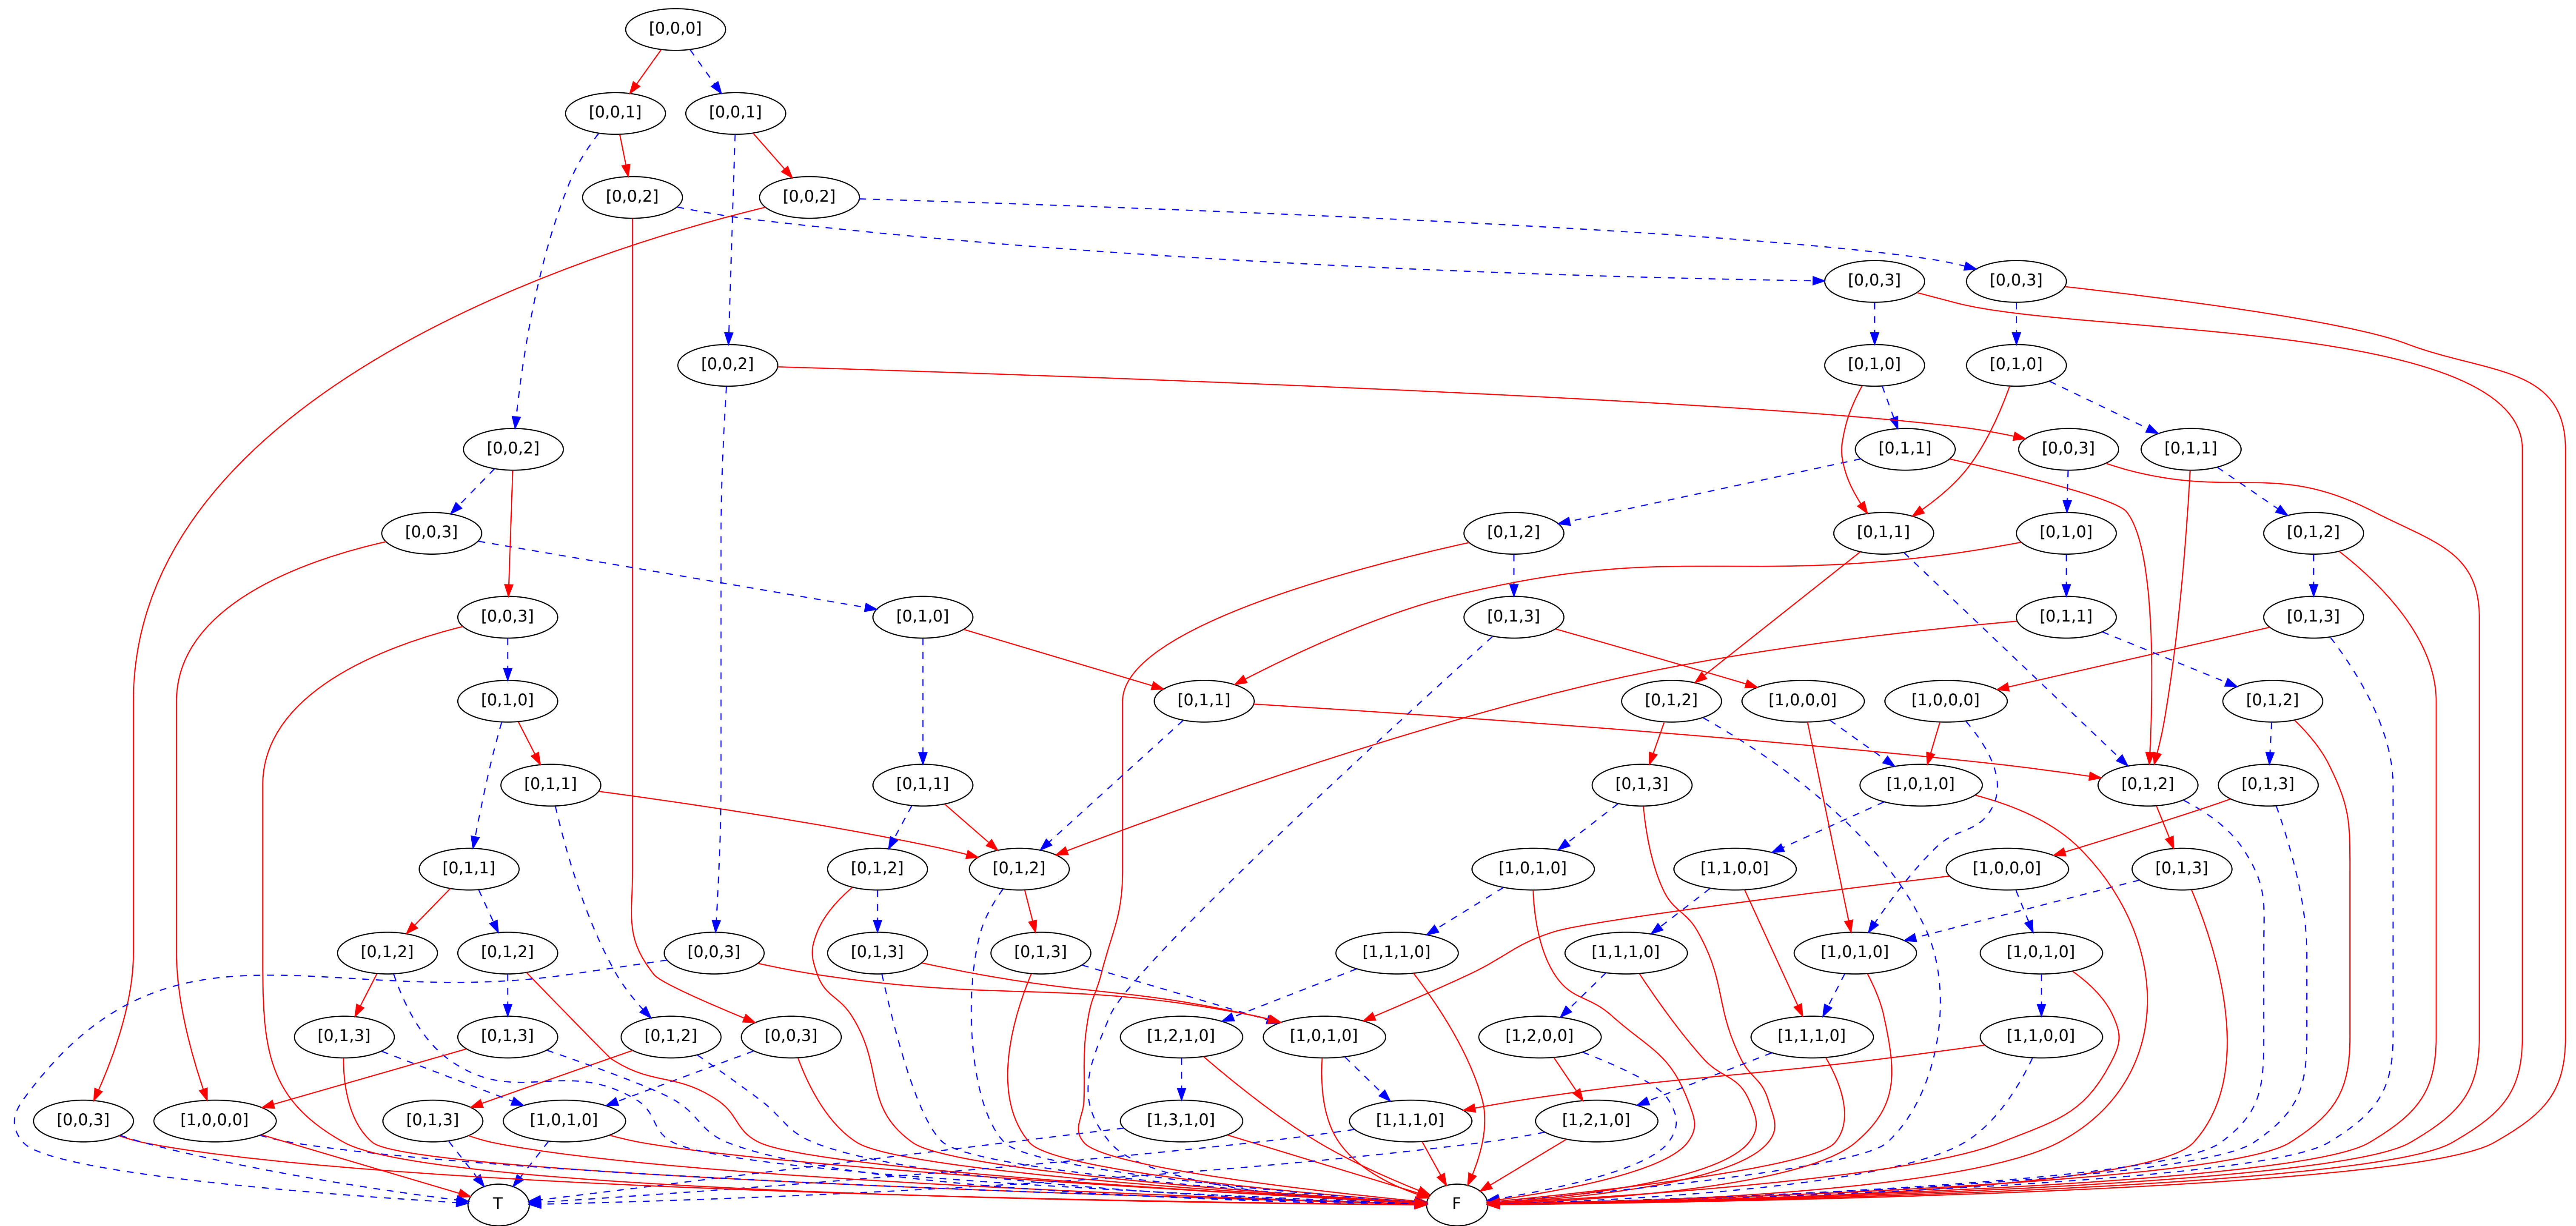 [0,0,0]
[0,0,1] [0,0,1]
[0,0,2] [0,0,2]
[0,0,3] [0,0,3]
[0,0,2] [0,1,0] [0,1,0]
[0,0,2] [0,1,1] [0,0,3] [0,1,1]
[0,0,3] [0,1,2] [0,1,1] [0,1,0] [0,1,2]
[0,0,3] [0,1,0] [0,1,3] [0,1,1] [0,1,3]
[0,1,0] [0,1,1] [0,1,2] [1,0,0,0] [1,0,0,0] [0,1,2]
[0,1,1] [0,1,1] [0,1,3] [1,0,1,0] [0,1,2] [0,1,3]
[0,1,1] [0,1,2] [0,1,2] [1,0,1,0] [1,1,0,0] [1,0,0,0] [0,1,3]
[0,1,2] [0,1,2] [0,0,3] [0,1,3] [0,1,3] [1,1,1,0] [1,1,1,0] [1,0,1,0] [1,0,1,0]
[0,1,3] [0,1,3] [0,1,2] [0,0,3] [1,2,1,0] [1,0,1,0] [1,2,0,0] [1,1,1,0] [1,1,0,0]
[0,0,3] [1,0,0,0] [0,1,3] [1,0,1,0] [1,3,1,0] [1,1,1,0] [1,2,1,0]
T F